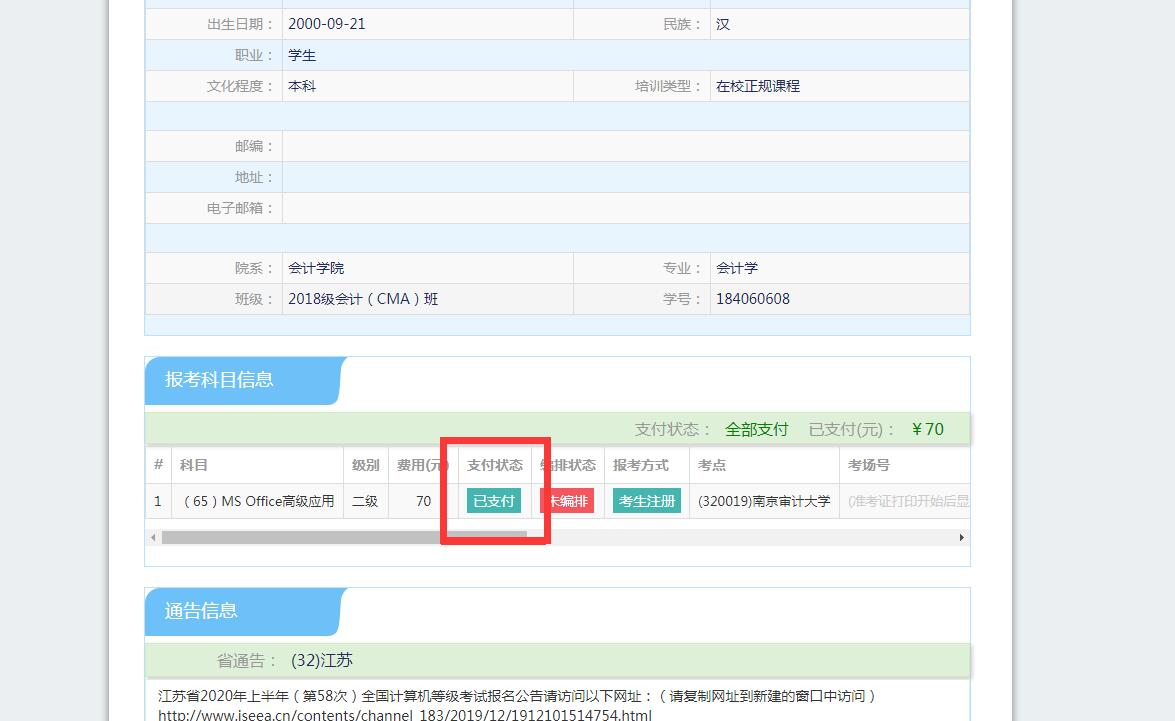 出生日期： 2000-09-21 民族： 汉
职业： 学生
文化程度： 本科 培训类型： 在校正规课程
邮编：
地址：
电子邮箱：
院系： 会计学院 专业： 会计学
班级： 2018级会计（CMA）班 学号： 184060608
报考科目信息
支付状态： 全部支付 已支付(元)： ￥70
# 科目 级别 费用(元) 支付状态 编排状态 报考方式 考点 考场号
1 （65）MS Office高级应用 二级 70 已支付 未编排 考生注册 (320019)南京审计大学 (准考证打印开始后显
通告信息
省通告： (32)江苏
江苏省2020年上半年（第58次）全国计算机等级考试报名公告请访问以下网址：（请复制网址到新建的窗口中访问）
http://www.jseea.cn/contents/channel_183/2019/12/1912101514754.html